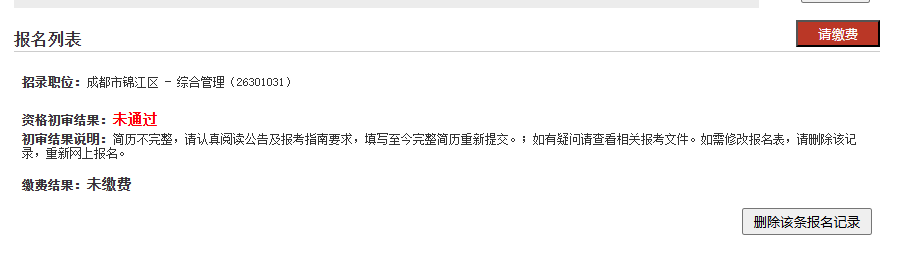 报名列表
请缴费
招录职位：成都市锦江区 - 综合管理（26301031）
资格初审结果：未通过
初审结果说明：简历不完整，请认真阅读公告及报考指南要求，填写至今完整简历重新提交。；如有疑问请查看相关报考文件。如需修改报名表，请删除该记
录，重新网上报名。
缴费结果：未缴费
删除该条报名记录